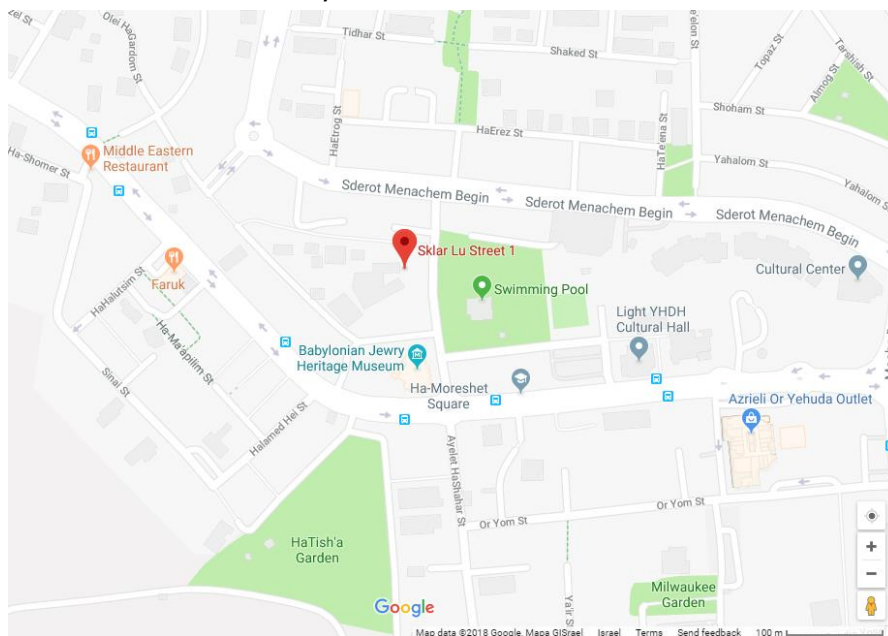 Olei HaGardom St
Tidhar St
Shaked St
Topaz St
Tarshish St
Almog St
Shoham St
HaEtrog St
HaErez St
HaTe'ena St
Yahalom St
Yahalom St
Ha-Shomer St
Middle Eastern
Restaurant
Sderot Menachem Begin
Sderot Menachem Begin
Sderot Menachem Begin
Sklar Lu Street 1
Cultural Center
Faruk
HaHalutsim St
Swimming Pool
Light YHDH
Cultural Hall
Ha-Ma'apilim St
Babylonian Jewry
Heritage Museum
Sinai St
Ha-Moreshet
Square
Azrieli Or Yehuda Outlet
Halamed Hei St
Ayelet HaShahar St
Or Yom St
Or Yom St
HaTish'a
Garden
Ya'ir St
Milwaukee
Garden
Google
Map data ©2018 Google, Mapa GISrael Israel Terms Send feedback 100 m